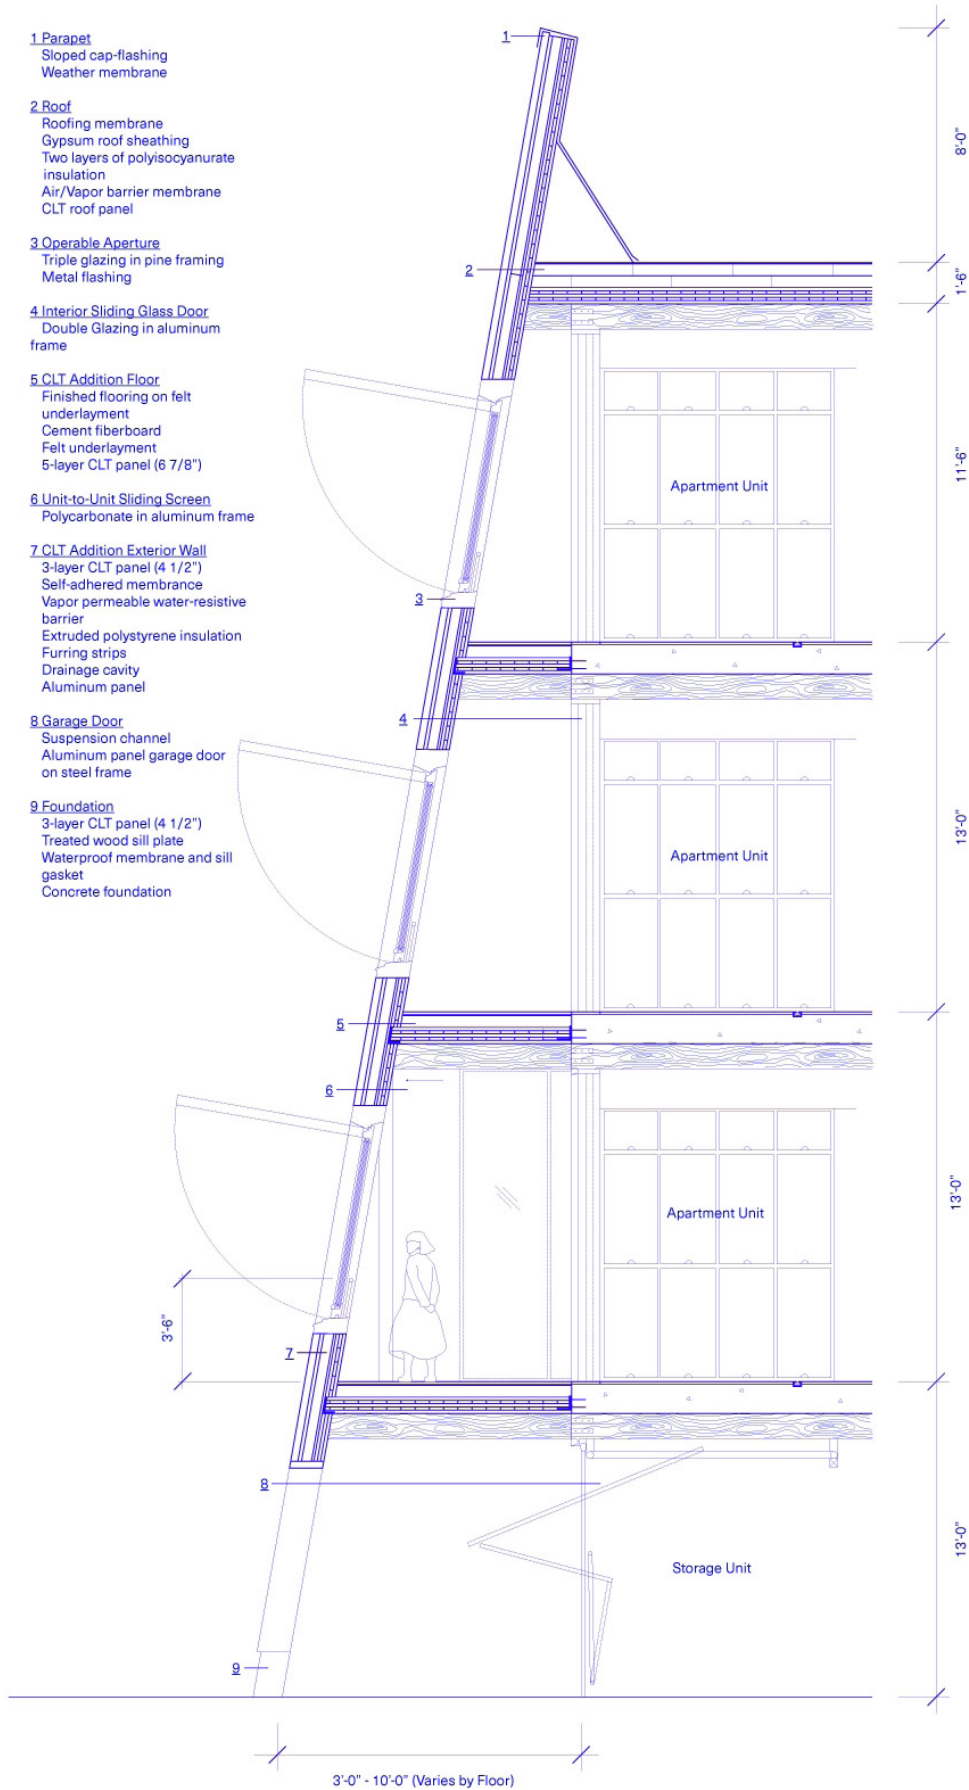 1 Parapet
Sloped cap-flashing
Weather membrane
2 Roof
Roofing membrane
Gypsum roof sheathing
Two layers of polyisocyanurate
insulation
Air/Vapor barrier membrane
CLT roof panel
3 Operable Aperture
Triple glazing in pine framing
Metal flashing
4 Interior Sliding Glass Door
Double Glazing in aluminum
frame
5 CLT Addition Floor
Finished flooring on felt
underlayment
Cement fiberboard
Felt underlayment
5-layer CLT panel (6 7/8")
6 Unit-to-Unit Sliding Screen
Polycarbonate in aluminum frame
7 CLT Addition Exterior Wall
3-layer CLT panel (4 1/2")
Self-adhered membrance
Vapor permeable water-resistive
barrier
Extruded polystyrene insulation
Furring strips
Drainage cavity
Aluminum panel
8 Garage Door
Suspension channel
Aluminum panel garage door
on steel frame
9 Foundation
3-layer CLT panel (4 1/2")
Treated wood sill plate
Waterproof membrane and sill
gasket
Concrete foundation
1
8'-0"
2
1'-6"
11'-6"
Apartment Unit
3
4
13'-0"
Apartment Unit
5
6
13'-0"
Apartment Unit
3'-6"
7
8
13'-0"
Storage Unit
9
3'-0" - 10'-0" (Varies by Floor)